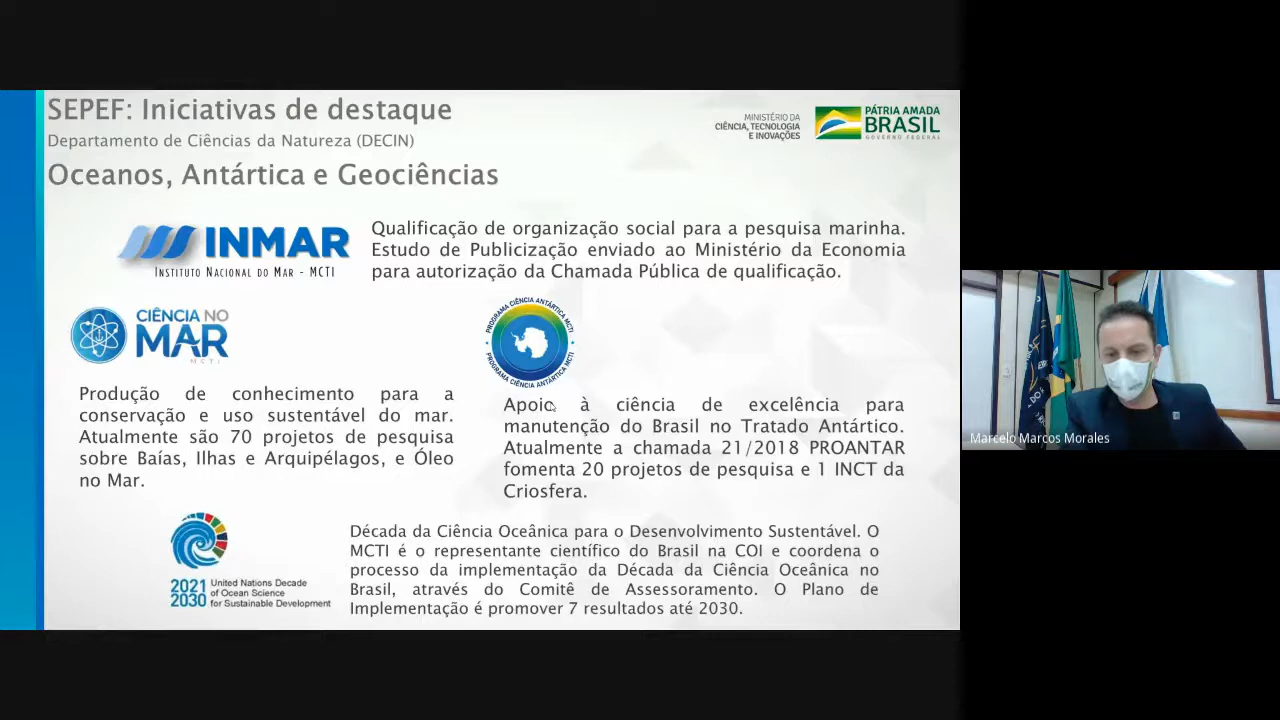 SEPEF: Iniciativas de destaque
Departamento de Ciências da Natureza (DECIN)
Oceanos, Antártica e Geociências
MINISTÉRIO DA
CIÊNCIA, TECNOLOGIA
E INOVAÇÕES
PÁTRIA AMADA
BRASIL
GOVERNO FEDERAL
INMAR
INSTITUTO NACIONAL DO MAR - MCTI
Qualificação de organização social para a pesquisa marinha.
Estudo de Publicização enviado ao Ministério da Economia
para autorização da Chamada Pública de qualificação.
CIÊNCIA NO
MAR
MCTI
Produção de conhecimento para a
conservação e uso sustentável do mar.
Atualmente são 70 projetos de pesquisa
sobre Baías, Ilhas e Arquipélagos, e Óleo
no Mar.
PROGRAMA CIÊNCIA ANTÁRTICA MCTI
PROGRAMA CIÊNCIA ANTÁRTICA MCTI
Apoio à ciência de excelência para
manutenção do Brasil no Tratado Antártico.
Atualmente a chamada 21/2018 PROANTAR
fomenta 20 projetos de pesquisa e 1 INCT da
Criosfera.
2021
2030
United Nations Decade
of Ocean Science
for Sustainable Development
Década da Ciência Oceânica para o Desenvolvimento Sustentável. O
MCTI é o representante científico do Brasil na COI e coordena o
processo da implementação da Década da Ciência Oceânica no
Brasil, através do Comitê de Assessoramento. O Plano de
Implementação é promover 7 resultados até 2030.
Marcelo Marcos Morales